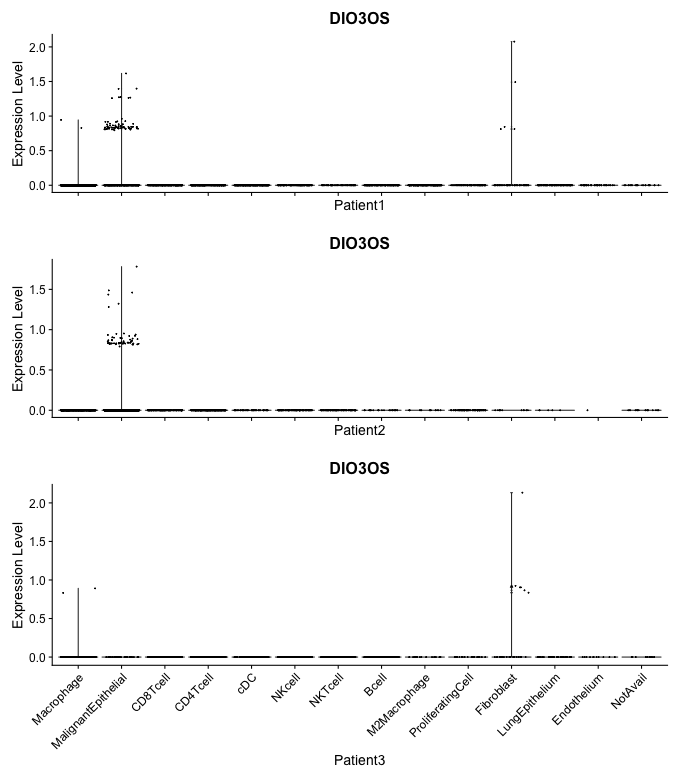 DIO3OS
Expression Level
2.0
1.5
1.0
0.5
0.0
Patient1
DIO3OS
Expression Level
1.5
1.0
0.5
0.0
Patient2
DIO3OS
Expression Level
2.0
1.5
1.0
0.5
0.0
Macrophage
MalignantEpithelial
CD8Tcell
CD4Tcell
cDC
NKcell
NKTcell
Bcell
M2Macrophage
ProliferatingCell
Fibroblast
LungEpithelium
Endothelium
NotAvail
Patient3